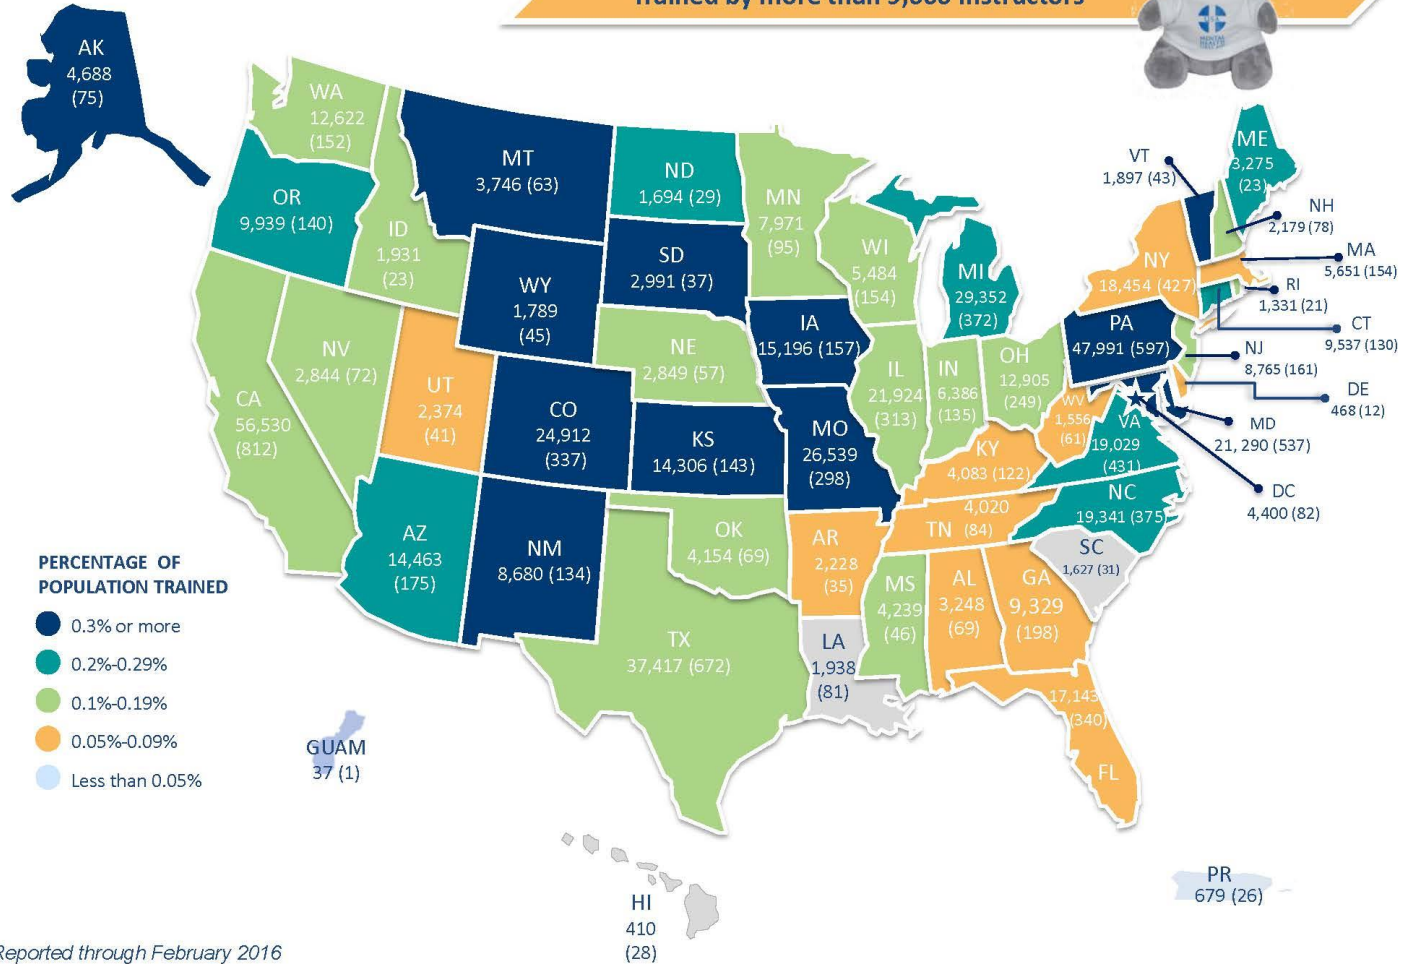 Trained by more than 9,000 instructors
USA
MENTAL
HEALTH
FIRST AID
AK
4,688
(75)
WA
12,622
(152)
OR
9,939 (140)
ID
1,931
(23)
MT
3,746 (63)
ND
1,694 (29)
MN
7,971
(95)
WI
5,484
(154)
MI
29,352
(372)
SD
2,991 (37)
WY
1,789
(45)
NV
2,844 (72)
CA
56,530
(812)
UT
2,374
(41)
CO
24,912
(337)
NE
2,849 (57)
IA
15,196 (157)
KS
14,306 (143)
MO
26,539
(298)
IL
21,924
(313)
IN
6,386
(135)
OH
12,905
(249)
KY
4,083 (122)
WV
1,556
(61)
VA
19,029
(431)
NC
19,341 (375)
TN
4,020
(84)
SC
1,627 (31)
AZ
14,463
(175)
NM
8,680 (134)
OK
4,154 (69)
AR
2,228
(35)
TX
37,417 (672)
LA
1,938
(81)
MS
4,239
(46)
AL
3,248
(69)
GA
9,329
(198)
17,143
(340)
FL
PA
47,991 (597)
NY
18,454 (427)
VT
1,897 (43)
ME
3,275
(23)
NH
2,179 (78)
MA
5,651 (154)
RI
1,331 (21)
CT
9,537 (130)
NJ
8,765 (161)
DE
468 (12)
MD
21, 290 (537)
DC
4,400 (82)
PERCENTAGE OF
POPULATION TRAINED
0.3% or more
0.2%-0.29%
0.1%-0.19%
0.05%-0.09%
Less than 0.05%
GUAM
37 (1)
HI
410
(28)
PR
679 (26)
Reported through February 2016